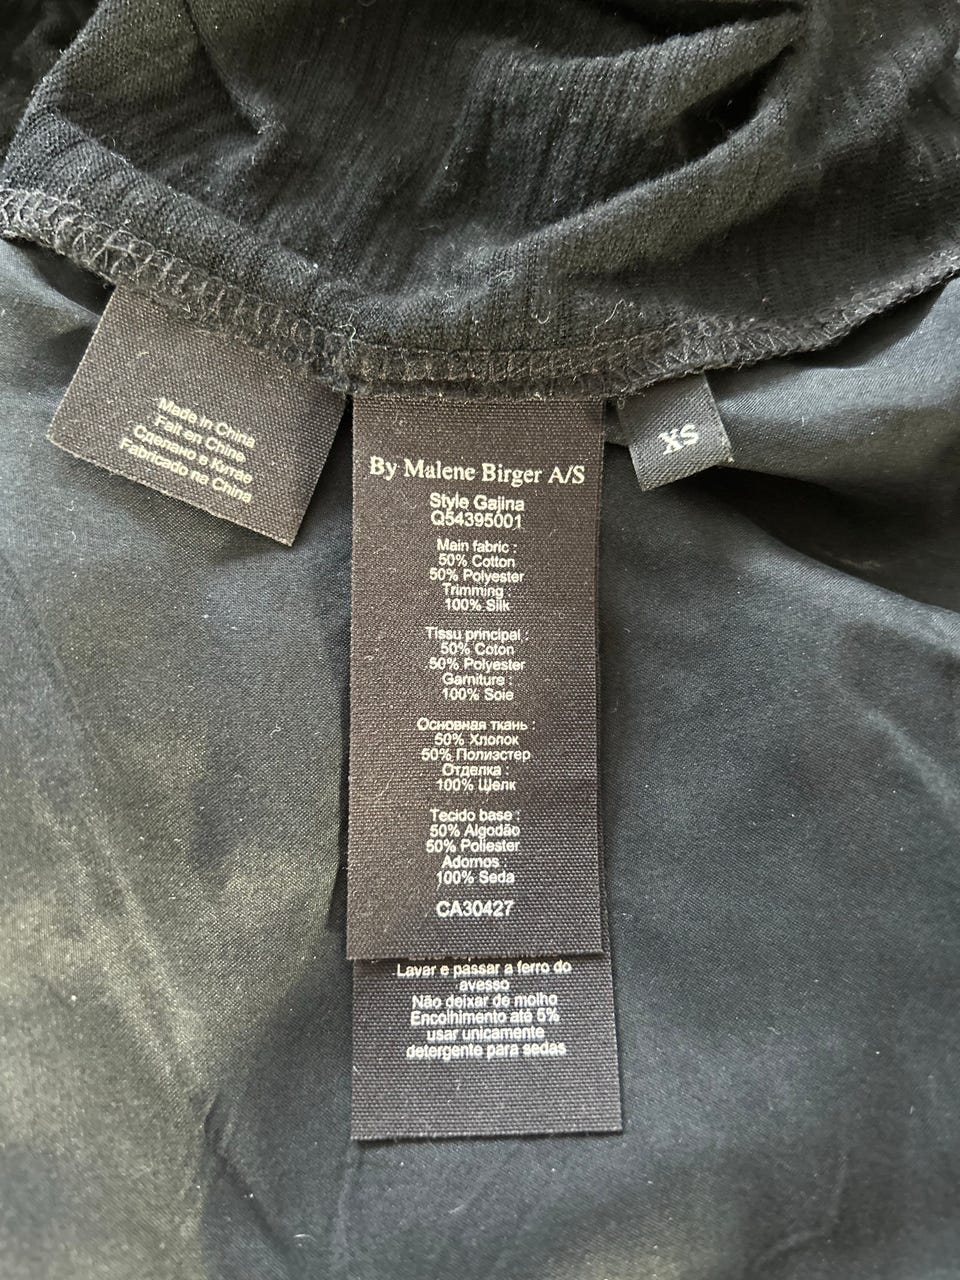 Made in China
Fait en Chine
Сделано в Китае
Fabricado na China
By Malene Birger A/S
Style Gajina
Q54395001
Main fabric :
50% Cotton
50% Polyester
Trimming :
100% Silk
Tissu principal :
50% Coton
50% Polyester
Garniture :
100% Soie
Основная ткань :
50% Хлопок
50% Полиэстер
Отделка :
100% Шелк
Tecido base :
50% Algodão
50% Poliester
Adornos :
100% Seda
CA30427
Lavar e passar a ferro do
avesso
Não deixar de molho
Encolhimento até 5%
usar unicamente
detergente para sedas
XS